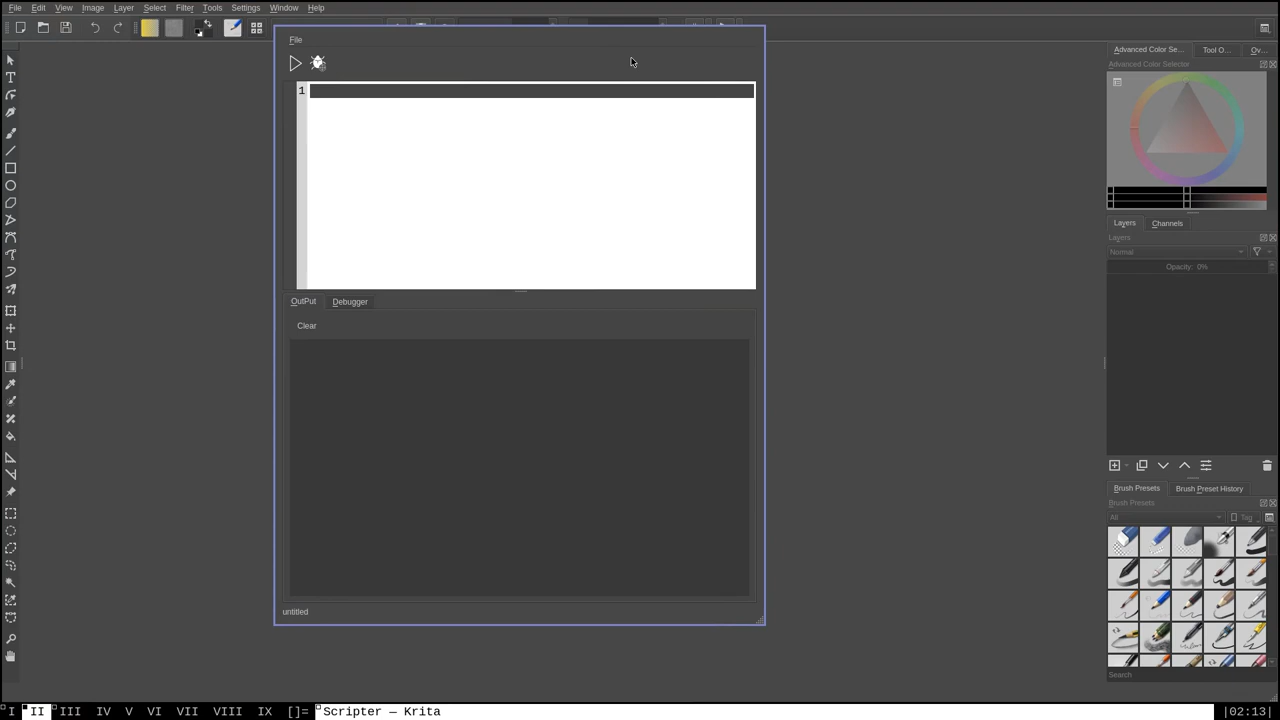 File Edit View Image Layer Select Filter Tools Settings Window Help
File
1
OutPut Debugger
Clear
untitled
Advanced Color Se... Tool O... Ov...
Advanced Color Selector
Layers Channels
Layers
Normal
Opacity: 0%
Brush Presets Brush Preset History
Brush Presets
All Tag
Search
I II III IV V VI VII VIII IX []= Scripter — Krita |02:13|